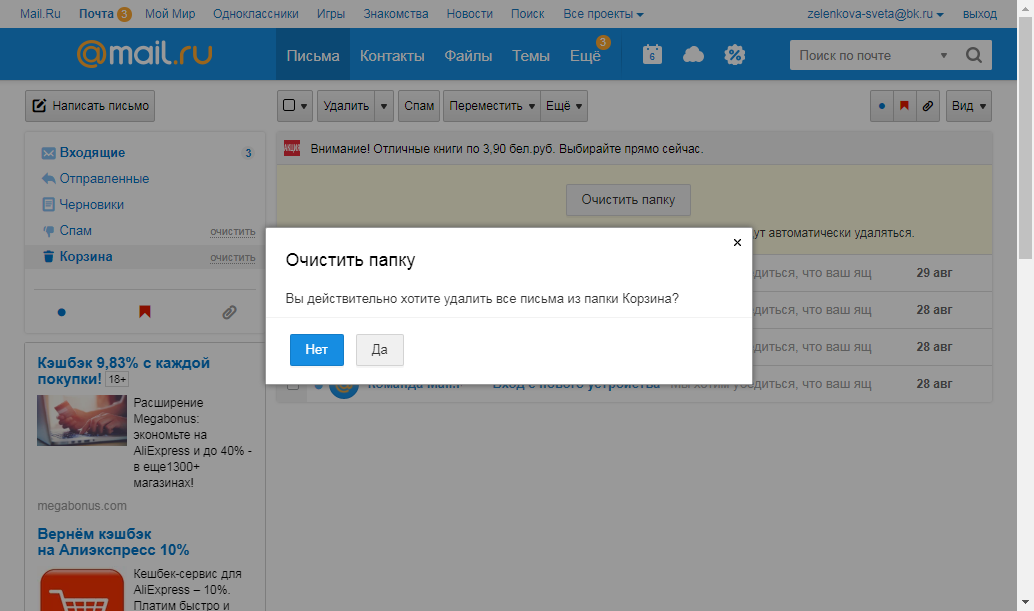 Mail.Ru Почта 3 Мой Мир Одноклассники Игры Знакомства Новости Поиск Все проекты zelenkova-sveta@bk.ru выход
@mail.ru Письма Контакты Файлы Темы Ещё 3 6 % Поиск по почте
Написать письмо Удалить Спам Переместить Ещё Вид
Входящие 3
Отправленные
Черновики
Спам очистить
Корзина очистить
Кэшбэк 9,83% с каждой
покупки! 18+
Расширение
Megabonus:
экономьте на
AliExpress и до 40% -
в еще1300+
магазинах!
megabonus.com
Вернём кэшбэк
на Алиэкспресс 10%
Кешбек-сервис для
AliExpress – 10%.
Платим быстро и
АКЦИЯ Внимание! Отличные книги по 3,90 бел.руб. Выбирайте прямо сейчас.
Очистить папку
ут автоматически удаляться.
Очистить папку
Вы действительно хотите удалить все письма из папки Корзина?
Нет Да
диться, что ваш ящ 29 авг
диться, что ваш ящ 28 авг
диться, что ваш ящ 28 авг
Команда Mail.r Вход с нового устройства Мы хотим убедиться, что ваш ящ 28 авг